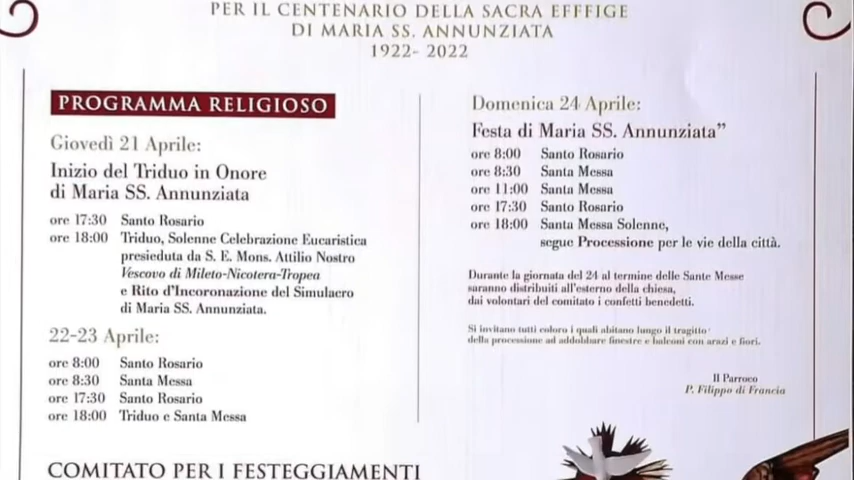 PER IL CENTENARIO DELLA SACRA EFFFIGE
DI MARIA SS. ANNUNZIATA
1922- 2022
PROGRAMMA RELIGIOSO
Giovedì 21 Aprile:
Inizio del Triduo in Onore
di Maria SS. Annunziata
ore 17:30 Santo Rosario
ore 18:00 Triduo, Solenne Celebrazione Eucaristica
presieduta da S. E. Mons. Attilio Nostro
Vescovo di Mileto-Nicotera-Tropea
e Rito d'Incoronazione del Simulacro
di Maria SS. Annunziata.
22-23 Aprile:
ore 8:00 Santo Rosario
ore 8:30 Santa Messa
ore 17:30 Santo Rosario
ore 18:00 Triduo e Santa Messa
COMITATO PER I FESTEGGIAMENTI
Domenica 24 Aprile:
Festa di Maria SS. Annunziata”
ore 8:00 Santo Rosario
ore 8:30 Santa Messa
ore 11:00 Santa Messa
ore 17:30 Santo Rosario
ore 18:00 Santa Messa Solenne,
segue Processione per le vie della città.
Durante la giornata del 24 al termine delle Sante Messe
saranno distribuiti all'esterno della chiesa,
dai volontari del comitato i confetti benedetti.
Si invitano tutti coloro i quali abitano lungo il tragitto
della processione ad addobbare finestre e balconi con arazi e fiori.
Il Parroco
P. Filippo di Francia